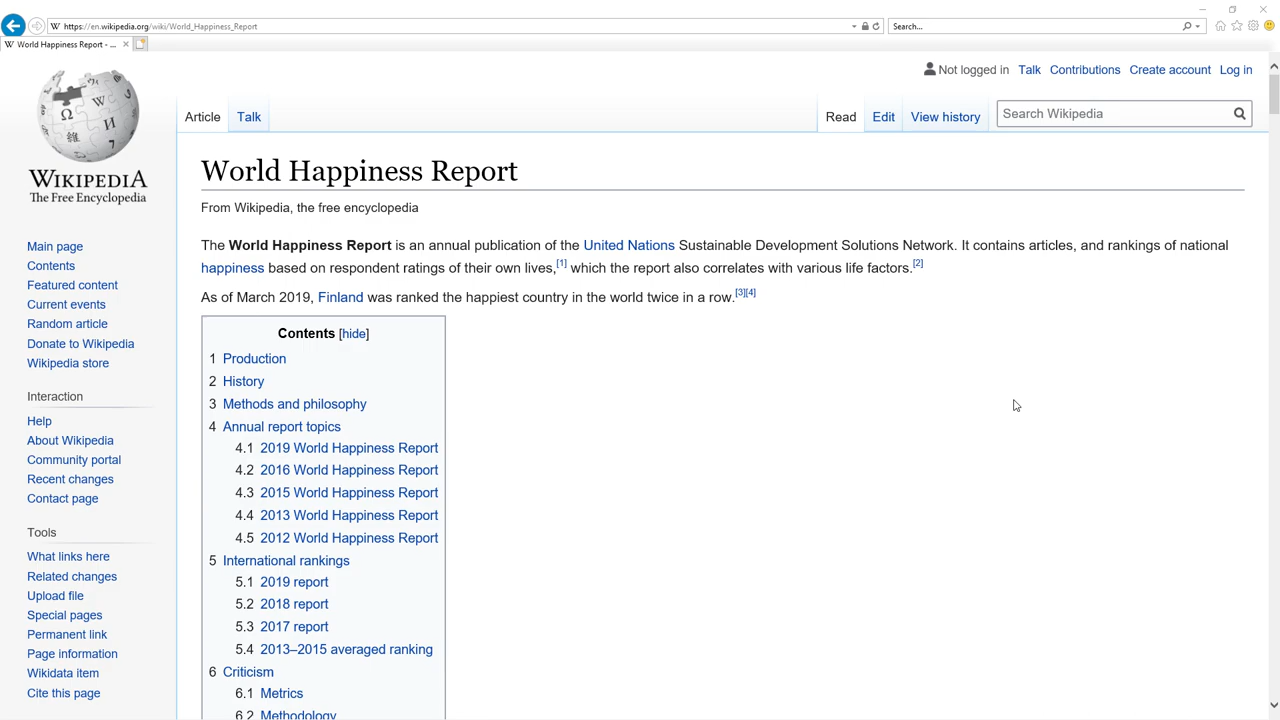 https://en.wikipedia.org/wiki/World_Happiness_Report
Search...
World Happiness Report - ...
Not logged in Talk Contributions Create account Log in
Article Talk Read Edit View history Search Wikipedia
WIKIPEDIA
The Free Encyclopedia
Main page
Contents
Featured content
Current events
Random article
Donate to Wikipedia
Wikipedia store
Interaction
Help
About Wikipedia
Community portal
Recent changes
Contact page
Tools
What links here
Related changes
Upload file
Special pages
Permanent link
Page information
Wikidata item
Cite this page
World Happiness Report
From Wikipedia, the free encyclopedia
The World Happiness Report is an annual publication of the United Nations Sustainable Development Solutions Network. It contains articles, and rankings of national
happiness based on respondent ratings of their own lives,[1] which the report also correlates with various life factors.[2]
As of March 2019, Finland was ranked the happiest country in the world twice in a row.[3][4]
Contents [hide]
1 Production
2 History
3 Methods and philosophy
4 Annual report topics
4.1 2019 World Happiness Report
4.2 2016 World Happiness Report
4.3 2015 World Happiness Report
4.4 2013 World Happiness Report
4.5 2012 World Happiness Report
5 International rankings
5.1 2019 report
5.2 2018 report
5.3 2017 report
5.4 2013–2015 averaged ranking
6 Criticism
6.1 Metrics
6.2 Methodology